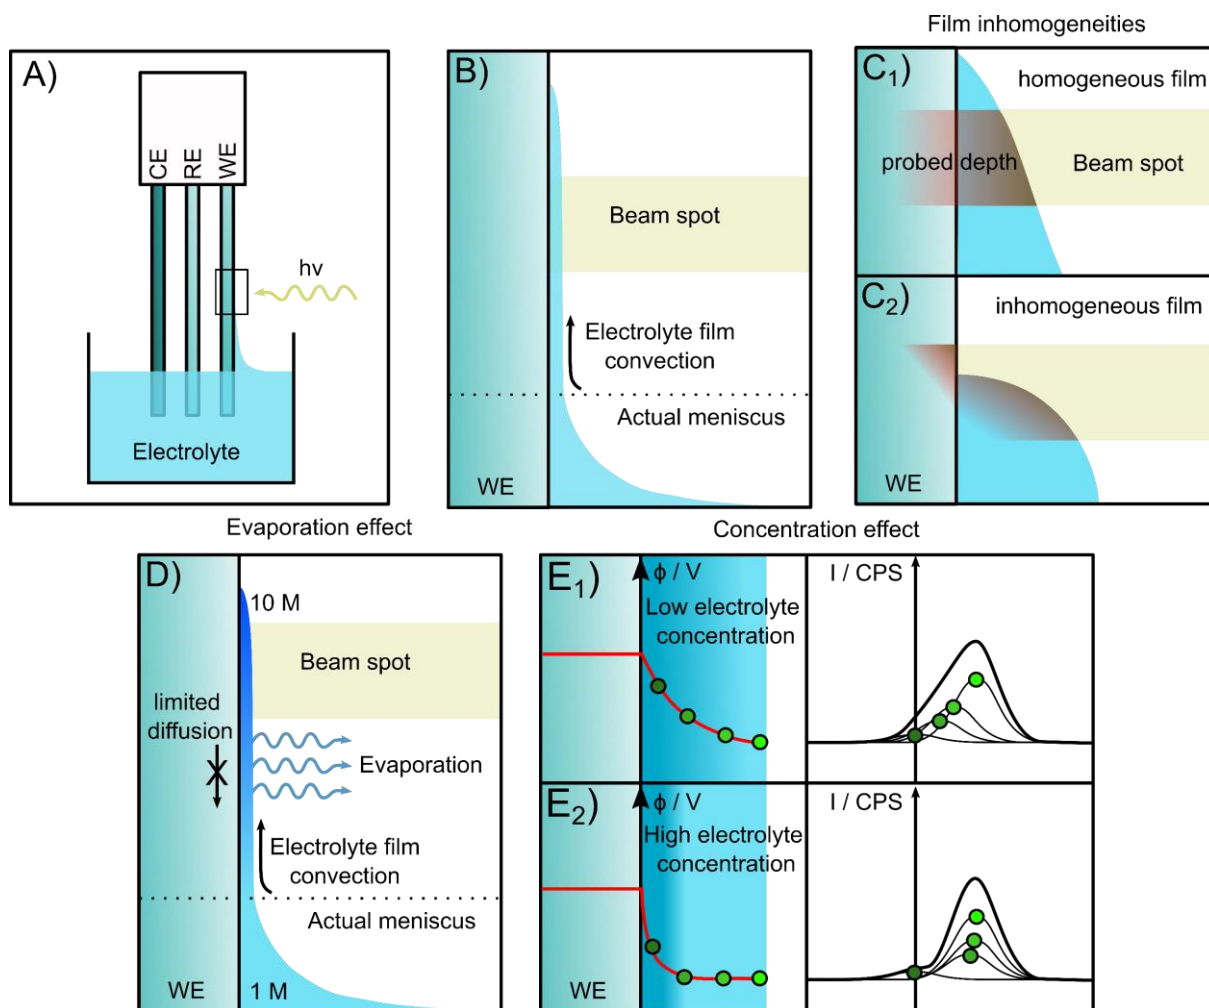 A)
CE
RE
WE
hv
Electrolyte
B)
Beam spot
Electrolyte film
convection
Actual meniscus
WE
Film inhomogeneities
C1)
homogeneous film
probed depth
Beam spot
C2)
inhomogeneous film
WE
Evaporation effect
D)
10 M
Beam spot
limited
diffusion
X
Evaporation
Electrolyte film
convection
Actual meniscus
WE
1 M
Concentration effect
E1)
ϕ / V
Low electrolyte
concentration
I / CPS
E2)
ϕ / V
High electrolyte
concentration
WE
I / CPS